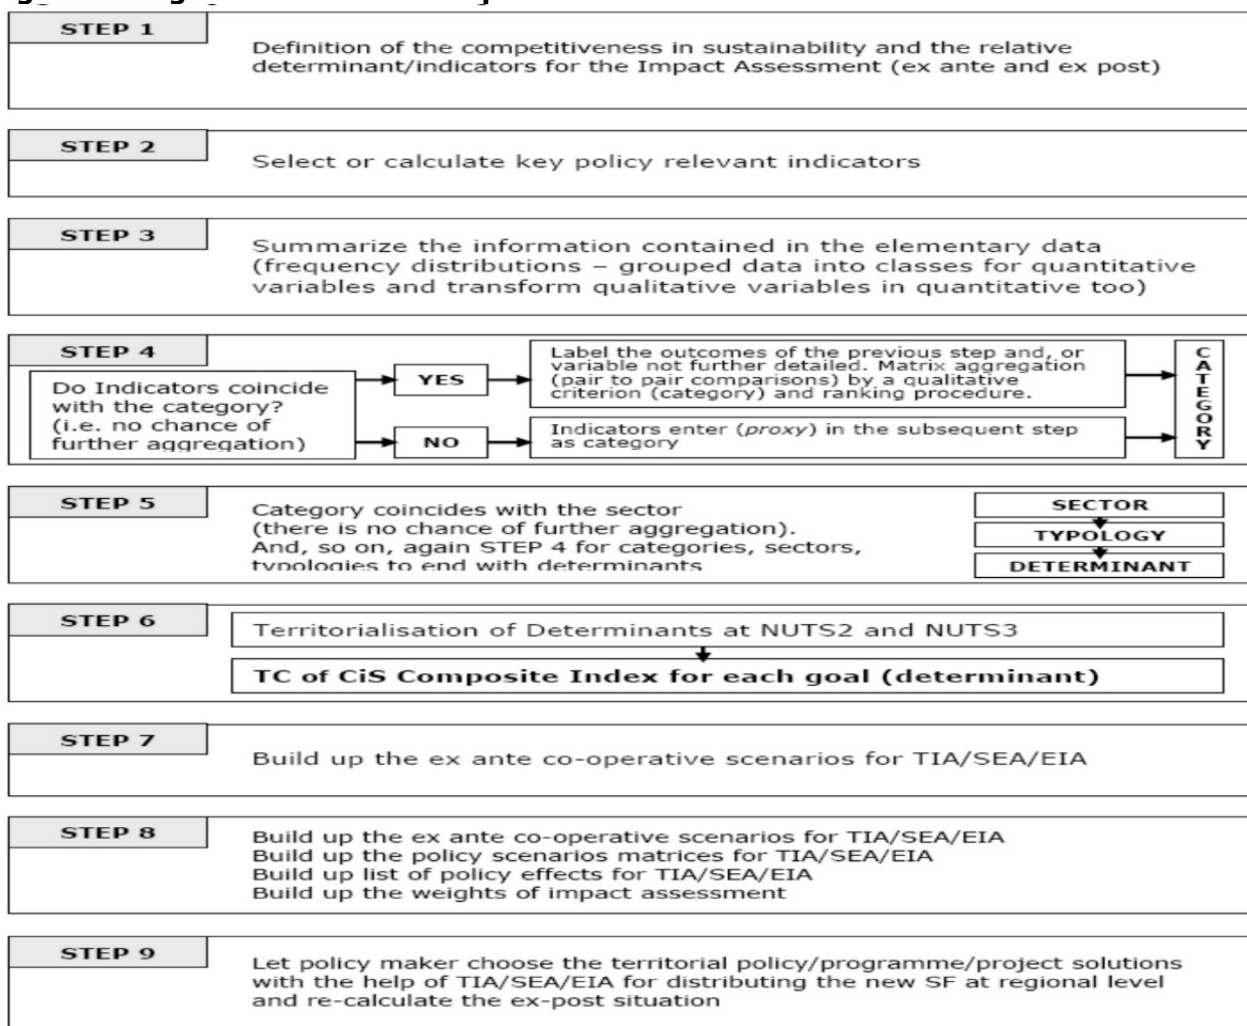 STEP 1
Definition of the competitiveness in sustainability and the relative
determinant/indicators for the Impact Assessment (ex ante and ex post)
STEP 2
Select or calculate key policy relevant indicators
STEP 3
Summarize the information contained in the elementary data
(frequency distributions – grouped data into classes for quantitative
variables and transform qualitative variables in quantitative too)
STEP 4
Do Indicators coincide
with the category?
(i.e. no chance of
further aggregation)
YES
Label the outcomes of the previous step and, or
variable not further detailed. Matrix aggregation
(pair to pair comparisons) by a qualitative
criterion (category) and ranking procedure.
NO
Indicators enter (proxy) in the subsequent step
as category
CATEGORY
STEP 5
Category coincides with the sector
(there is no chance of further aggregation).
And, so on, again STEP 4 for categories, sectors,
typologies to end with determinants
SECTOR
TYPOLOGY
DETERMINANT
STEP 6
Territorialisation of Determinants at NUTS2 and NUTS3
TC of CiS Composite Index for each goal (determinant)
STEP 7
Build up the ex ante co-operative scenarios for TIA/SEA/EIA
STEP 8
Build up the ex ante co-operative scenarios for TIA/SEA/EIA
Build up the policy scenarios matrices for TIA/SEA/EIA
Build up list of policy effects for TIA/SEA/EIA
Build up the weights of impact assessment
STEP 9
Let policy maker choose the territorial policy/programme/project solutions
with the help of TIA/SEA/EIA for distributing the new SF at regional level
and re-calculate the ex-post situation